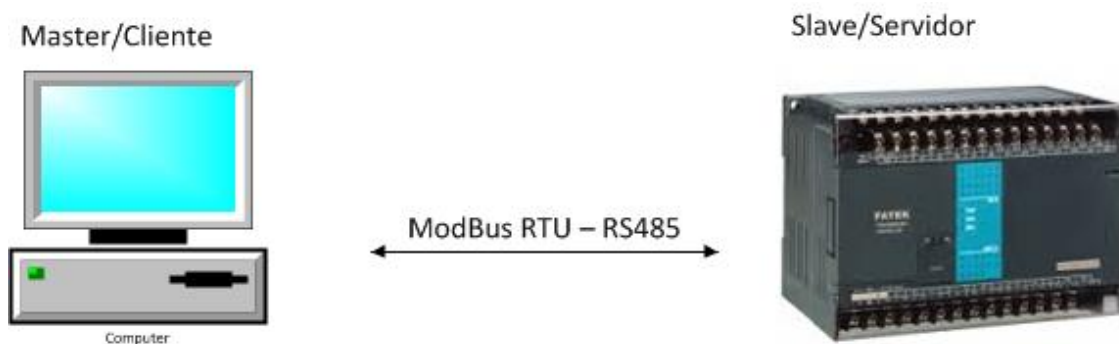 Master/Cliente
Slave/Servidor
ModBus RTU – RS485
FATEK
Computer